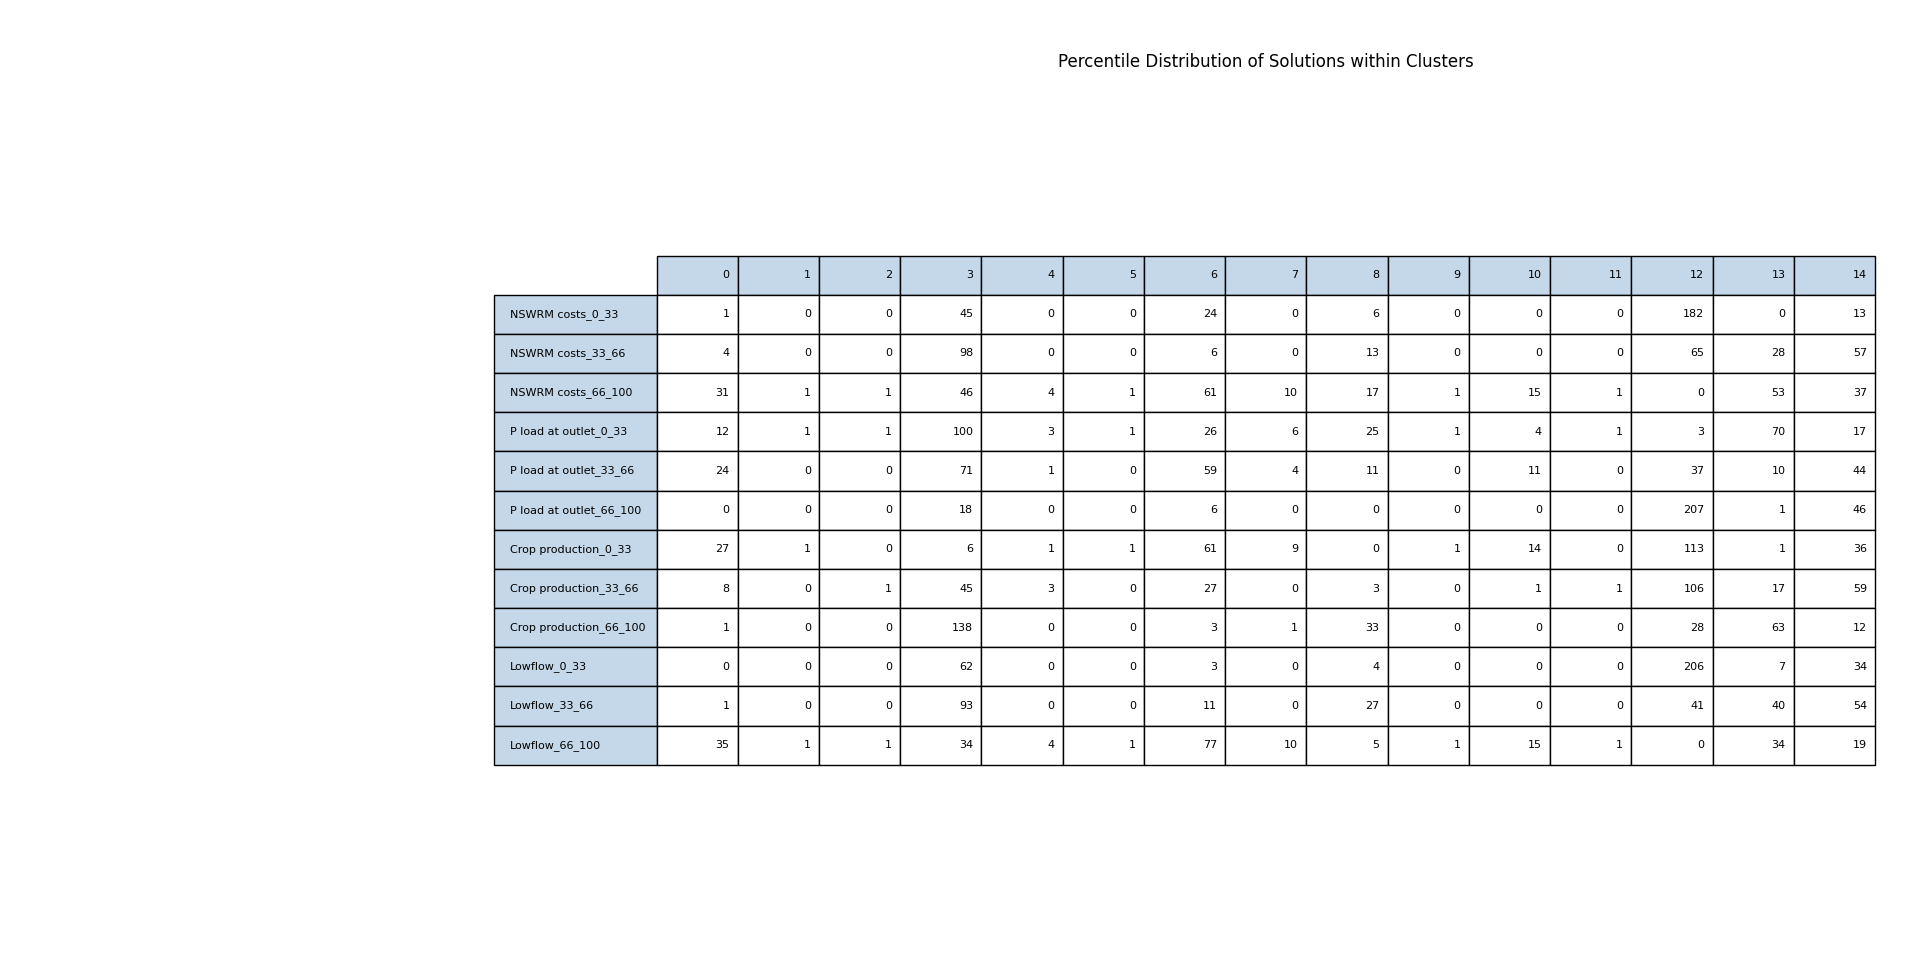 Percentile Distribution of Solutions within Clusters
0 1 2 3 4 5 6 7 8 9 10 11 12 13 14
NSWRM costs_0_33 1 0 0 45 0 0 24 0 6 0 0 0 182 0 13
NSWRM costs_33_66 4 0 0 98 0 0 6 0 13 0 0 0 65 28 57
NSWRM costs_66_100 31 1 1 46 4 1 61 10 17 1 15 1 0 53 37
P load at outlet_0_33 12 1 1 100 3 1 26 6 25 1 4 1 3 70 17
P load at outlet_33_66 24 0 0 71 1 0 59 4 11 0 11 0 37 10 44
P load at outlet_66_100 0 0 0 18 0 0 6 0 0 0 0 0 207 1 46
Crop production_0_33 27 1 0 6 1 1 61 9 0 1 14 0 113 1 36
Crop production_33_66 8 0 1 45 3 0 27 0 3 0 1 1 106 17 59
Crop production_66_100 1 0 0 138 0 0 3 1 33 0 0 0 28 63 12
Lowflow_0_33 0 0 0 62 0 0 3 0 4 0 0 0 206 7 34
Lowflow_33_66 1 0 0 93 0 0 11 0 27 0 0 0 41 40 54
Lowflow_66_100 35 1 1 34 4 1 77 10 5 1 15 1 0 34 19